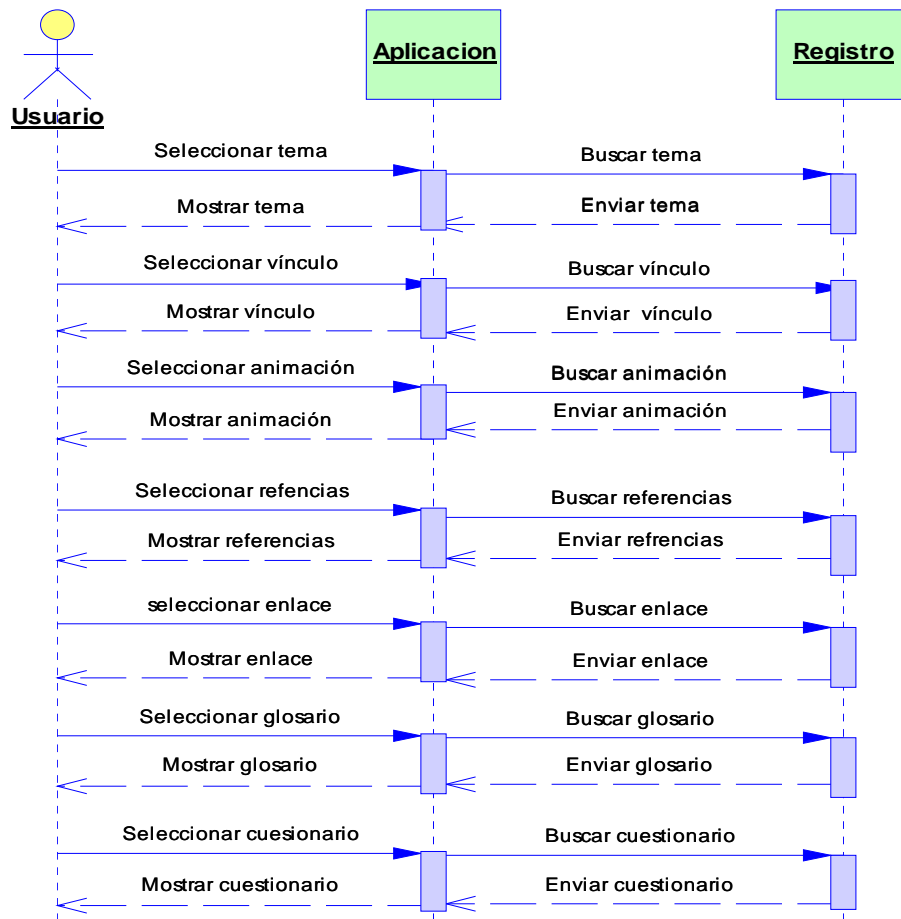 Aplicacion
Registro
Usuario
Seleccionar tema
Buscar tema
Mostrar tema
Enviar tema
Seleccionar vínculo
Buscar vínculo
Mostrar vínculo
Enviar vínculo
Seleccionar animación
Buscar animación
Mostrar animación
Enviar animación
Seleccionar refencias
Buscar referencias
Mostrar referencias
Enviar refrencias
seleccionar enlace
Buscar enlace
Mostrar enlace
Enviar enlace
Seleccionar glosario
Buscar glosario
Mostrar glosario
Enviar glosario
Seleccionar cuesionario
Buscar cuestionario
Mostrar cuestionario
Enviar cuestionario